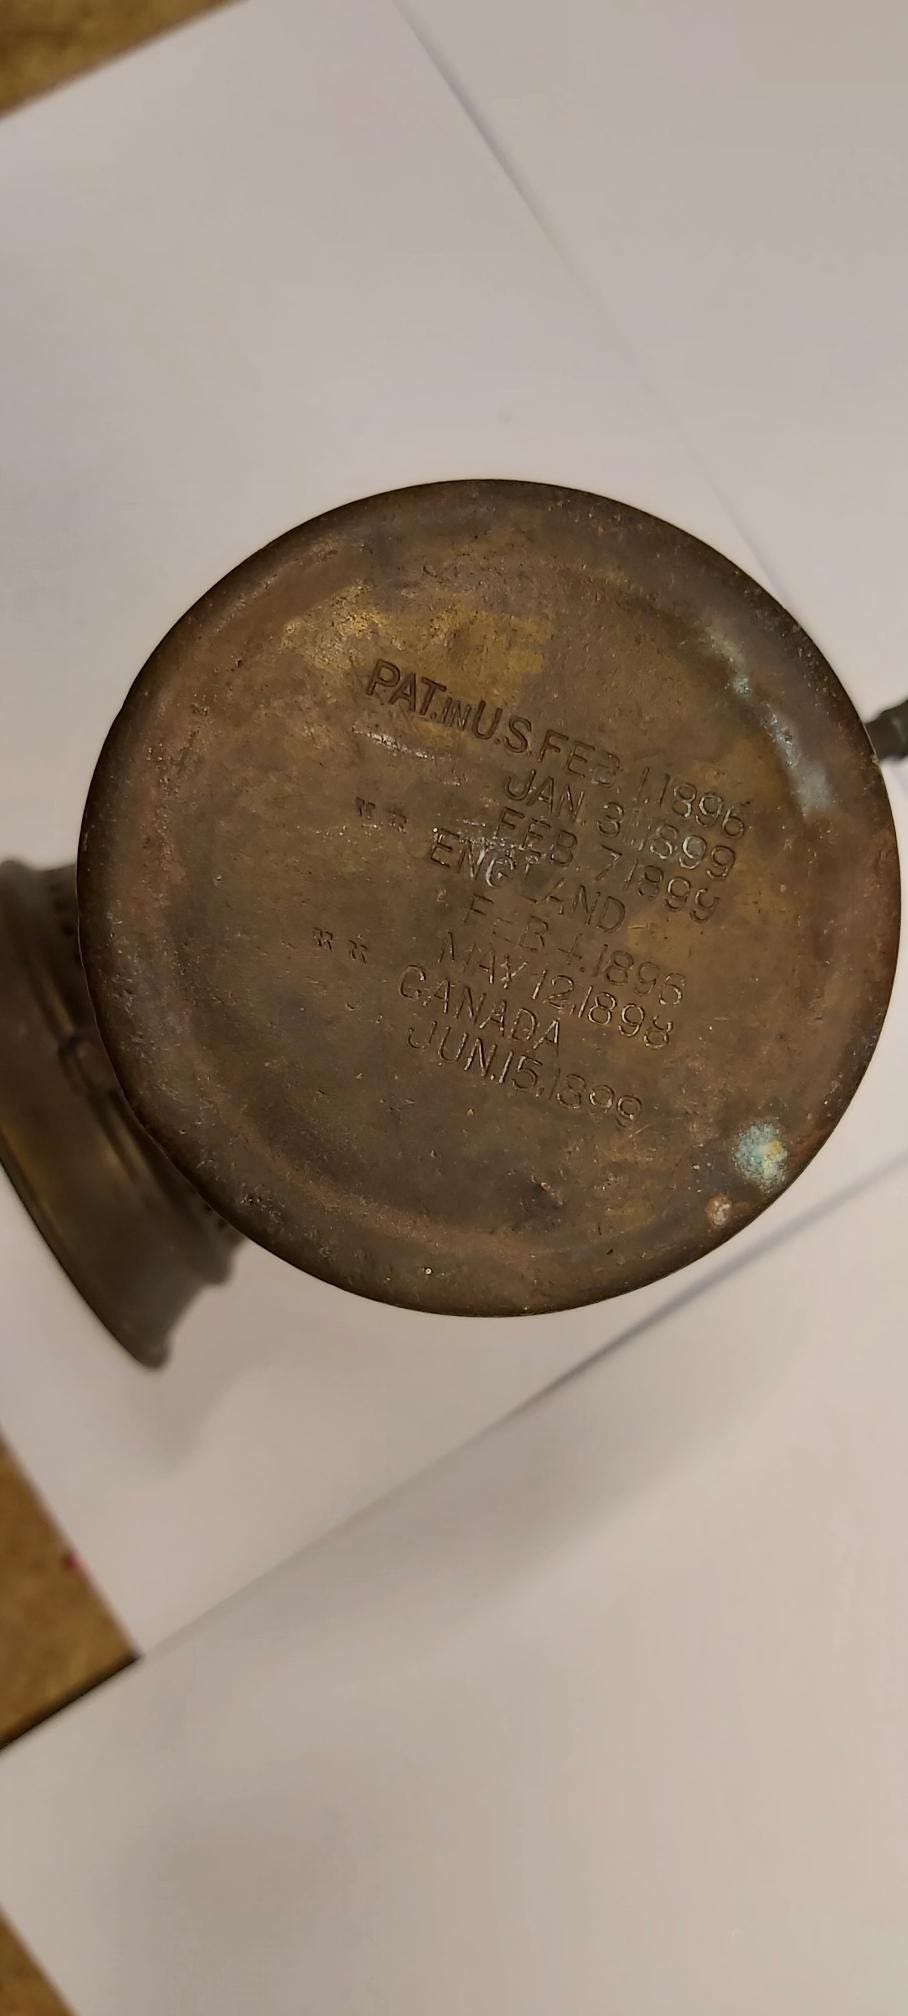 PAT. IN U.S. FEB. 1.1896
JAN. 3.1899
FEB. 7.1899
" " ENGLAND
FEB 4.1896
MAY 12.1898
" " CANADA
JUN.15.1899